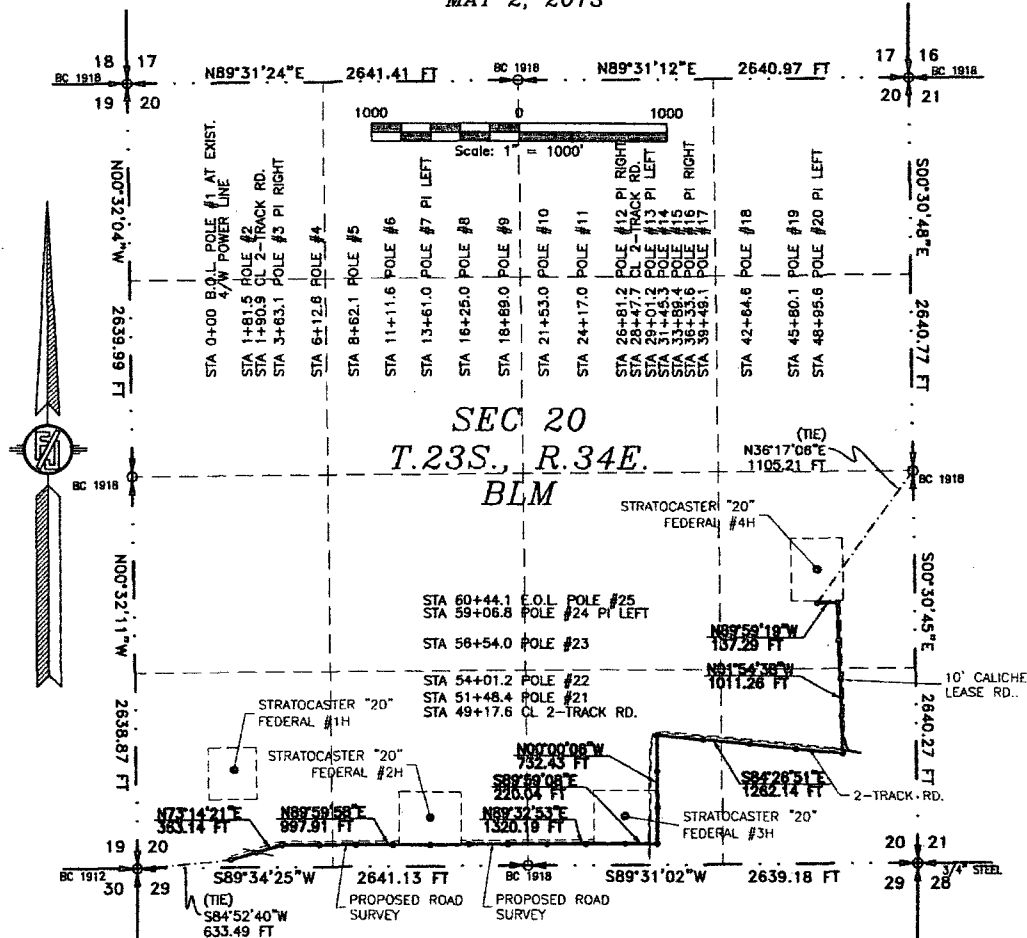 MAY 2, 2013
18 17
17 16
BC 1918
N89°31'24"E 2641.41 FT
BC 1918
N89°31'12"E 2640.97 FT
BC 1918
19 20
20 21
1000 0 1000
Scale: 1" = 1000'
N00°32'04"W 2639.99 FT
S00°30'48"E 2640.77 FT
STA 0+00 B.O.L. POLE #1 AT EXIST.
4/W POWER LINE
STA 1+81.5 POLE #2
STA 1+90.9 CL 2-TRACK RD.
STA 3+63.1 POLE #3 PI RIGHT
STA 6+12.6 POLE #4
STA 8+62.1 POLE #5
STA 11+11.6 POLE #6
STA 13+61.0 POLE #7 PI LEFT
STA 16+25.0 POLE #8
STA 18+89.0 POLE #9
STA 21+53.0 POLE #10
STA 24+17.0 POLE #11
STA 26+81.2 POLE #12 PI RIGHT
STA 28+47.7 CL 2-TRACK RD.
STA 29+01.2 POLE #13 PI LEFT
STA 31+45.3 POLE #14
STA 33+89.4 POLE #15
STA 36+33.6 POLE #16 PI RIGHT
STA 39+49.1 POLE #17
STA 42+64.6 POLE #18
STA 45+80.1 POLE #19
STA 48+95.6 POLE #20 PI LEFT
SEC 20
T.23S., R.34E.
BLM
(TIE)
N36°17'08"E
1105.21 FT
BC 1918
BC 1918
STRATOCASTER "20"
FEDERAL #4H
N00°32'11"W 2638.87 FT
S00°30'45"E 2640.27 FT
STA 60+44.1 E.O.L. POLE #25
STA 59+06.8 POLE #24 PI LEFT
STA 56+54.0 POLE #23
STA 54+01.2 POLE #22
STA 51+48.4 POLE #21
STA 49+17.6 CL 2-TRACK RD.
N89°59'19"W
137.29 FT
N01°54'38"W
1011.26 FT
10' CALICHE
LEASE RD..
STRATOCASTER "20"
FEDERAL #1H
STRATOCASTER "20"
FEDERAL #2H
N00°00'06"W
732.43 FT
S89°59'08"E
220.04 FT
S84°26'51"E
1262.14 FT
2-TRACK RD.
N73°14'21"E
363.14 FT
N89°59'58"E
997.91 FT
N89°32'53"E
1320.19 FT
STRATOCASTER "20"
FEDERAL #3H
19 20
20 21
BC 1912
30 29
S89°34'25"W 2641.13 FT
BC 1918
S89°31'02"W 2639.18 FT
29 28
3/4" STEEL
(TIE)
S84°52'40"W
633.49 FT
PROPOSED ROAD
SURVEY
PROPOSED ROAD
SURVEY